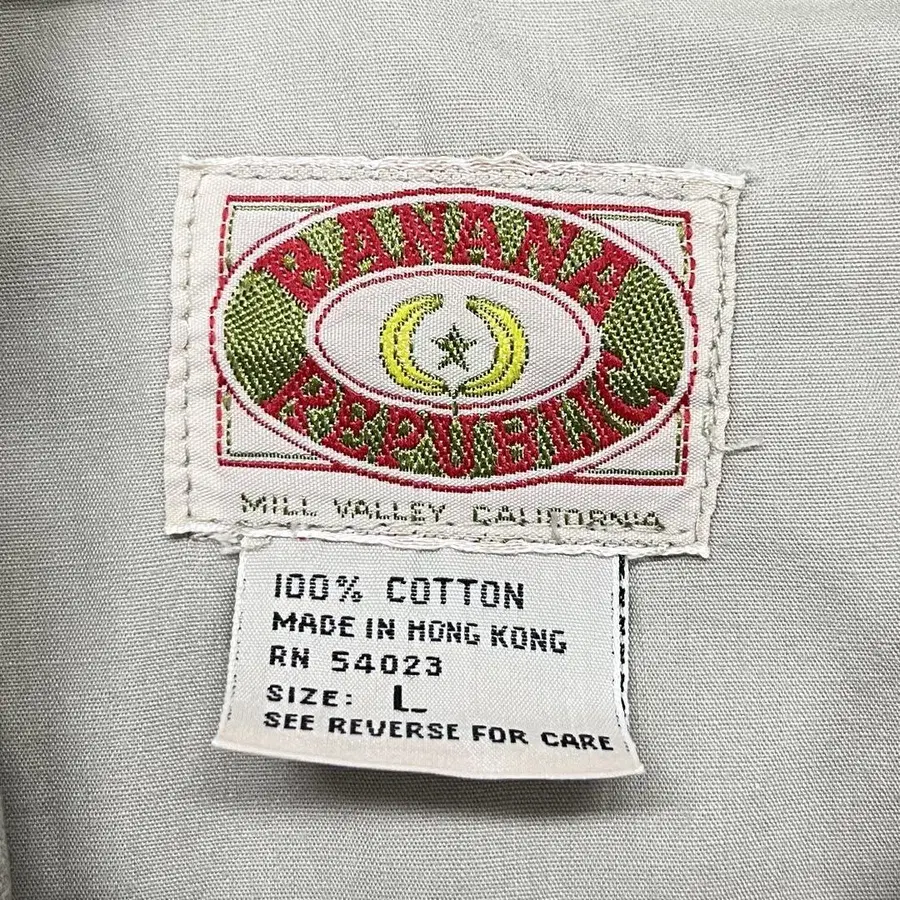 BANANA
REPUBLIC
MILL VALLEY, CALIFORNIA
100% COTTON
MADE IN HONG KONG
RN 54023
SIZE: L
SEE REVERSE FOR CARE